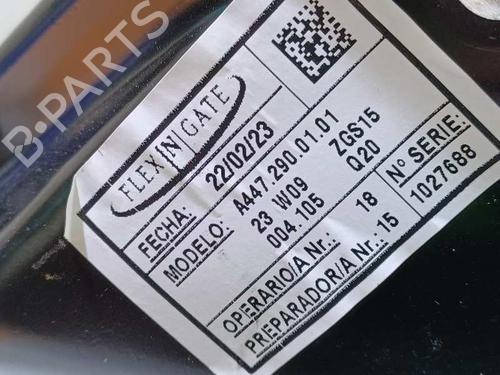 B-PARTS
FLEX IN GATE
FECHA: 22/02/23
MODELO: A447.290.01.01
23 W09 ZGS15
004.105 Q20
OPERARIO/A Nr.: 18
PREPARADOR/A Nr.: 15
Nº SERIE:
1027688